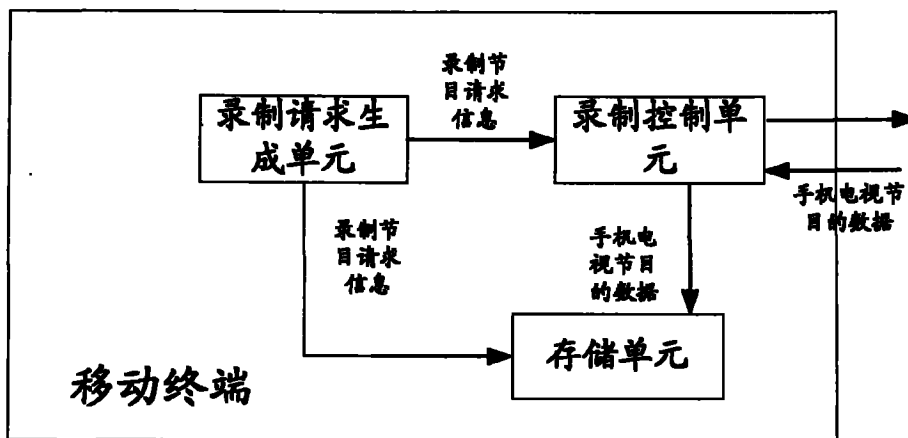 录制节
目请求
信息
录制请求生
成单元
录制控制单
元
手机电视节
目的数据
录制节
目请求
信息
手机电
视节目
的数据
存储单元
移动终端